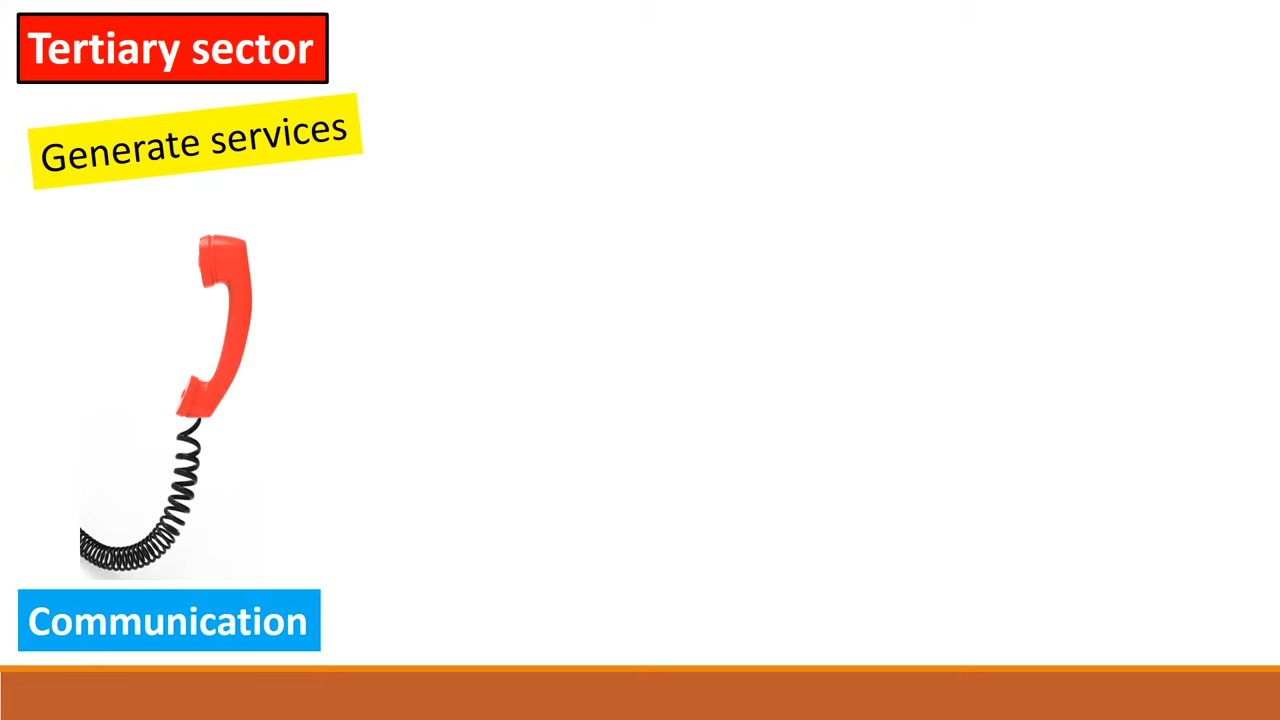 Tertiary sector
Generate services
Communication